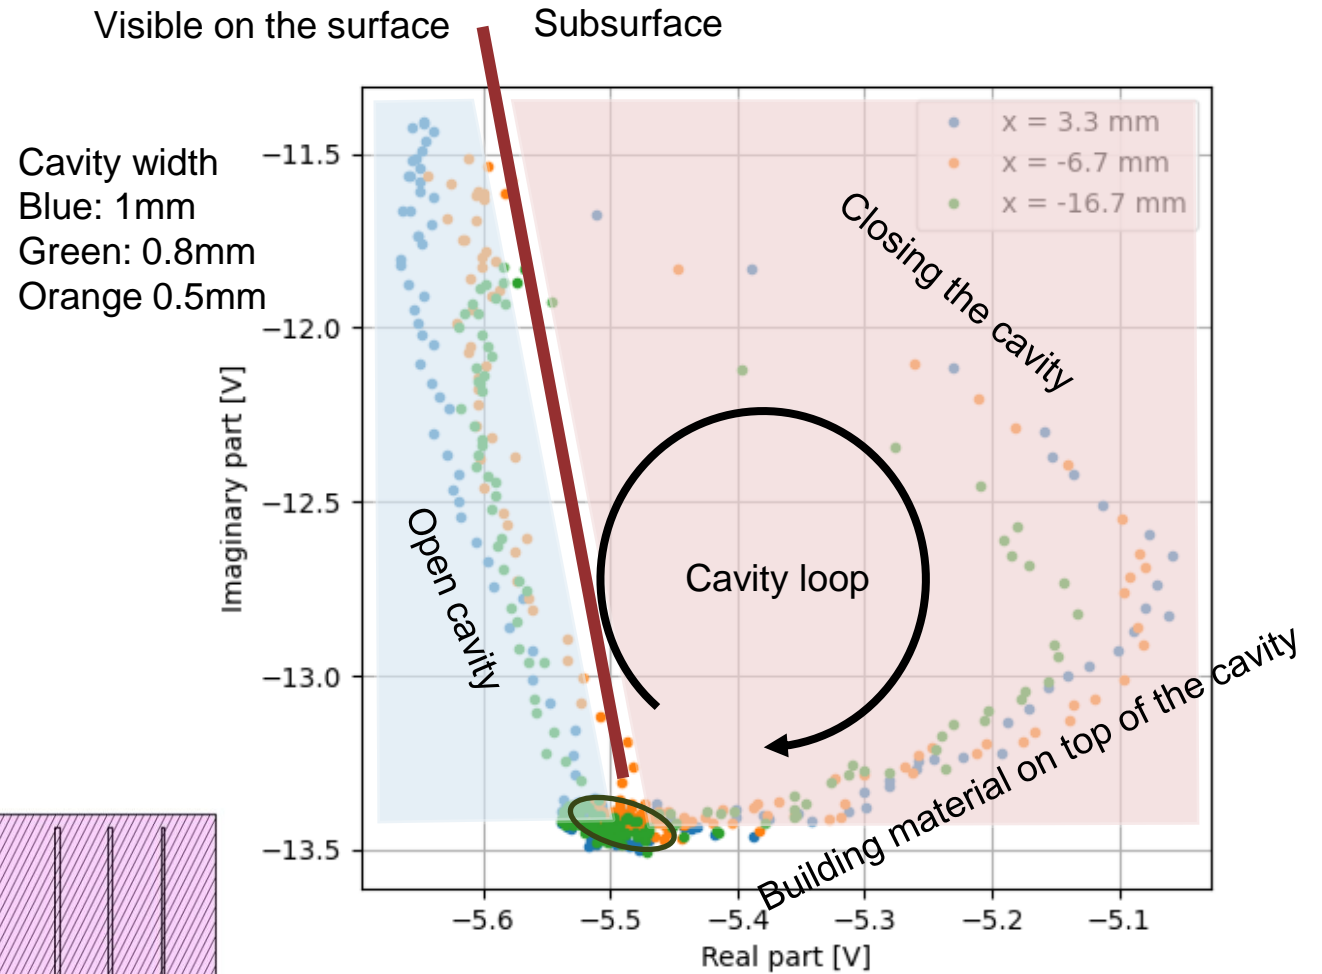 Visible on the surface
Subsurface
Cavity width
Blue: 1mm
Green: 0.8mm
Orange 0.5mm
x = 3.3 mm
x = -6.7 mm
x = -16.7 mm
Closing the cavity
Open cavity
Cavity loop
Building material on top of the cavity
Imaginary part [V]
−11.5
−12.0
−12.5
−13.0
−13.5
−5.6
−5.5
−5.4
−5.3
−5.2
−5.1
Real part [V]